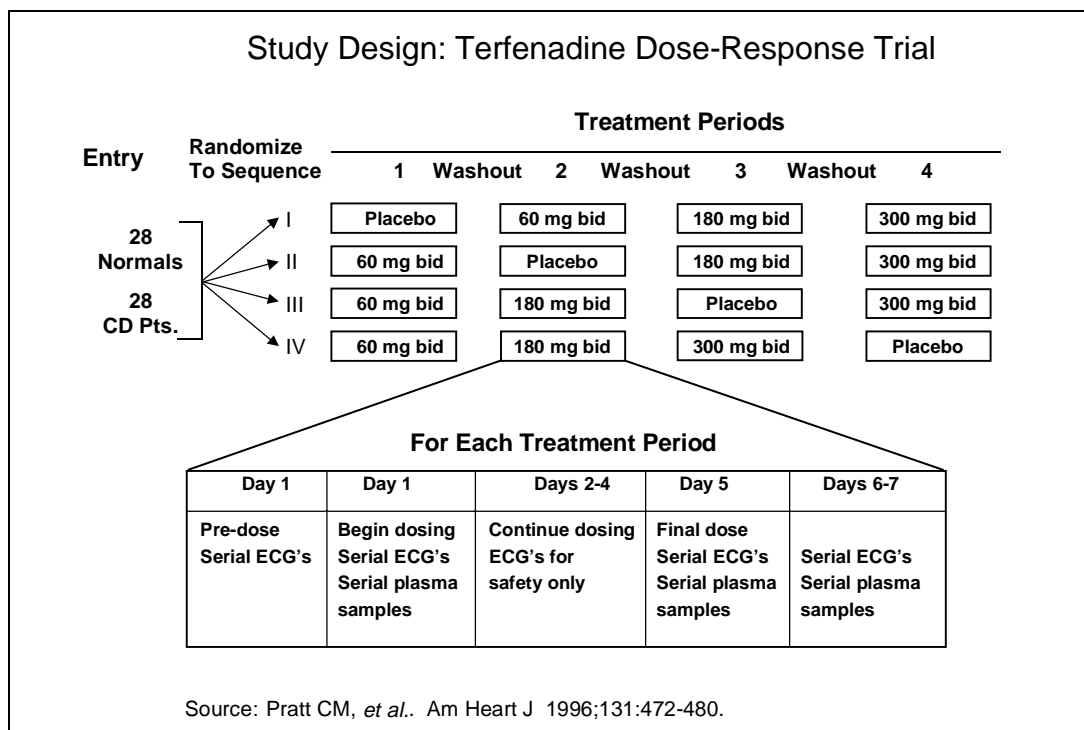 Study Design: Terfenadine Dose-Response Trial
Treatment Periods
Entry
Randomize
To Sequence
1 Washout 2 Washout 3 Washout 4
28
Normals
28
CD Pts.
I Placebo 60 mg bid 180 mg bid 300 mg bid
II 60 mg bid Placebo 180 mg bid 300 mg bid
III 60 mg bid 180 mg bid Placebo 300 mg bid
IV 60 mg bid 180 mg bid 300 mg bid Placebo
For Each Treatment Period
Day 1 Day 1 Days 2-4 Day 5 Days 6-7
Pre-dose Begin dosing Continue dosing Final dose
Serial ECG's Serial ECG's ECG's for Serial ECG's Serial ECG's
Serial plasma safety only Serial plasma Serial plasma
samples samples samples
Source: Pratt CM, et al.. Am Heart J 1996;131:472-480.